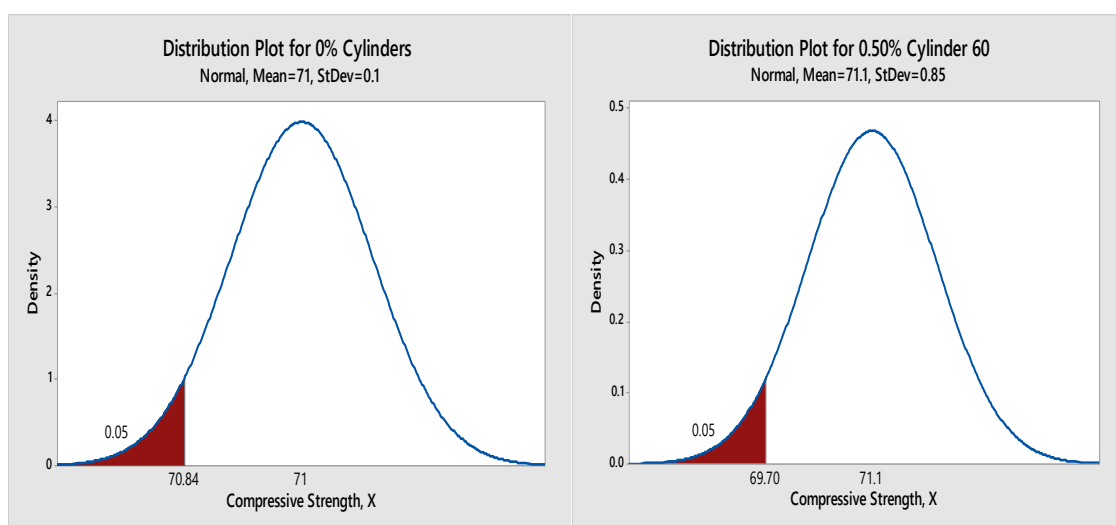 Distribution Plot for 0% Cylinders
Normal, Mean=71, StDev=0.1
4
3
2
1
0
Density
0.05
70.84
71
Compressive Strength, X
Distribution Plot for 0.50% Cylinder 60
Normal, Mean=71.1, StDev=0.85
0.5
0.4
0.3
0.2
0.1
0.0
Density
0.05
69.70
71.1
Compressive Strength, X